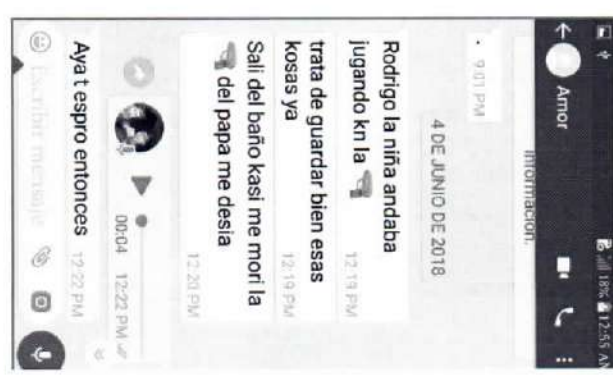 18% 12:55 AM
Amor
información.
9:01 PM
4 DE JUNIO DE 2018
Rodrigo la niña andaba
jugando kn la 🔫
12:19 PM
trata de guardar bien esas
kosas ya
12:19 PM
Sali del baño kasi me mori la
🔫 del papa me desia
12:20 PM
00:04 12:22 PM
Aya t espro entonces
12:22 PM
Escribir mensaje